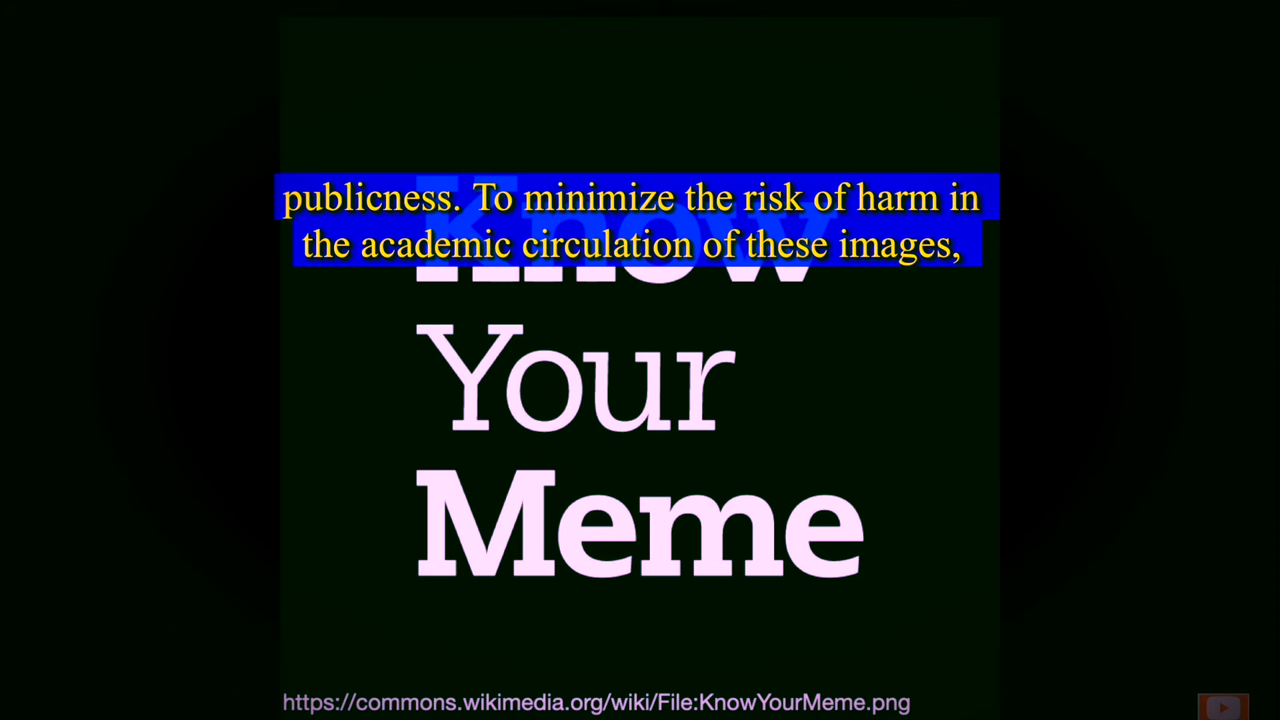 publicness. To minimize the risk of harm in
the academic circulation of these images,
Know
Your
Meme
https://commons.wikimedia.org/wiki/File:KnowYourMeme.png